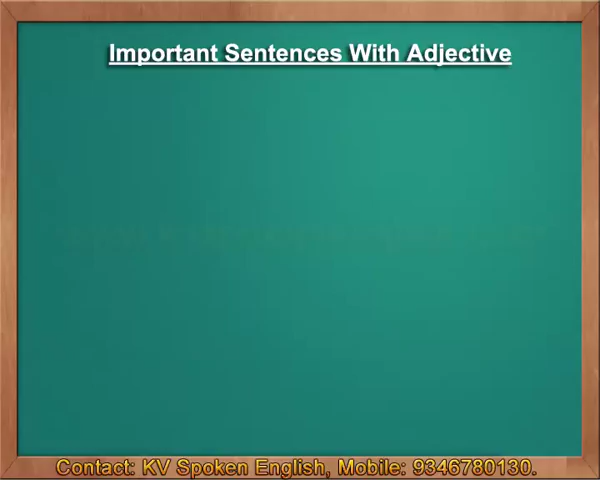 Important Sentences With Adjective
Contact: KV Spoken English, Mobile: 9346780130.